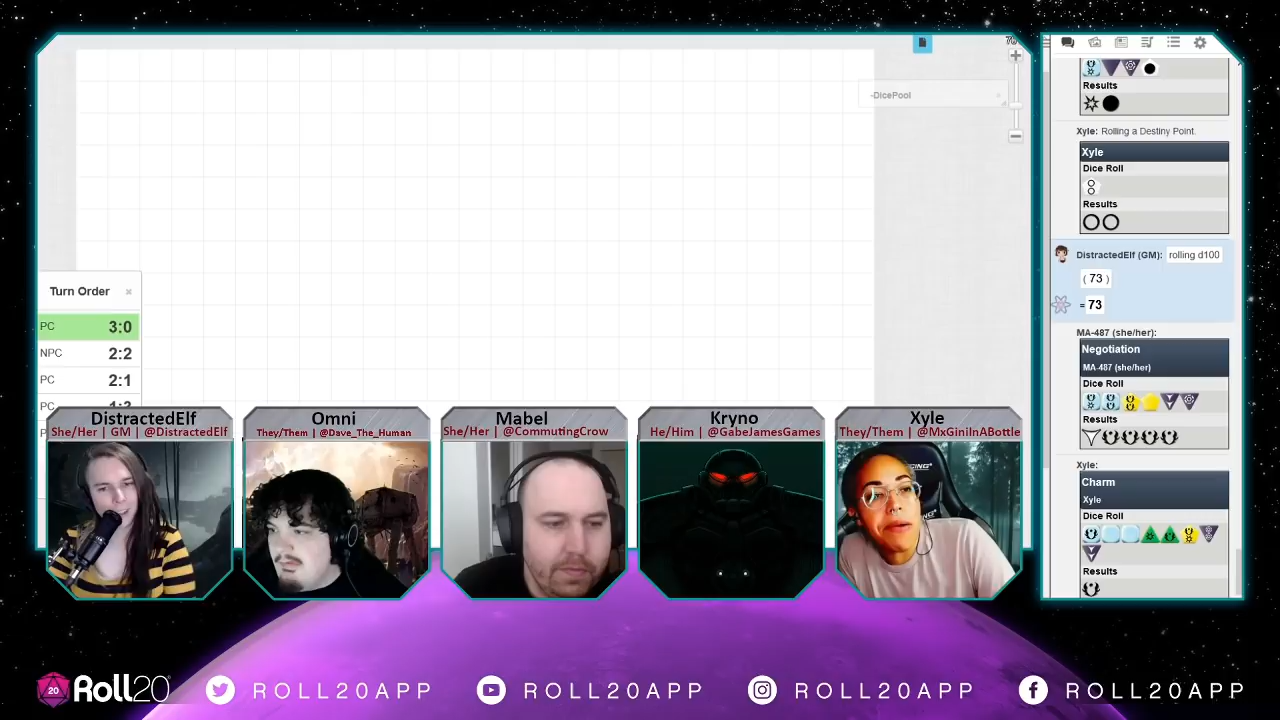 -DicePool
Turn Order
PC 3:0
NPC 2:2
PC 2:1
PC
Results
Xyle: Rolling a Destiny Point.
Xyle
Dice Roll
Results
DistractedElf (GM): rolling d100
( 73 )
= 73
MA-487 (she/her):
Negotiation
MA-487 (she/her)
Dice Roll
Results
Xyle:
Charm
Xyle
Dice Roll
Results
DistractedElf
She/Her | GM | @DistractedElf
Omni
They/Them | @Dave_The_Human
Mabel
She/Her | @CommutingCrow
Kryno
He/Him | @GabeJamesGames
Xyle
They/Them | @MxGiniInABottle
20 Roll20
ROLL20APP
ROLL20APP
ROLL20APP
ROLL20APP